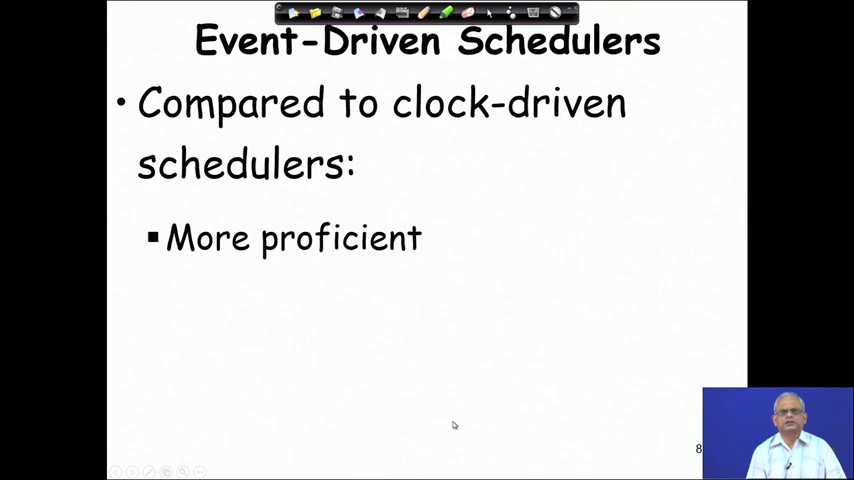 Event-Driven Schedulers
• Compared to clock-driven
schedulers:
▪ More proficient
8